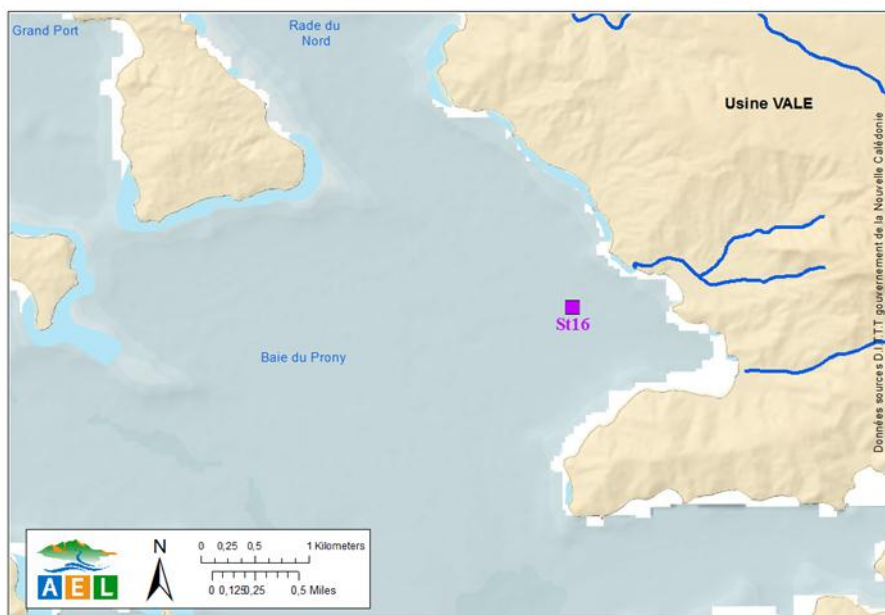 Grand Port
Rade du
Nord
Usine VALE
St16
Baie du Prony
Données sources D.I.T.T.T gouvernement de la Nouvelle Calédonie
AEL
N
0 0,25 0,5 1 Kilometers
0 0,125 0,25 0,5 Miles